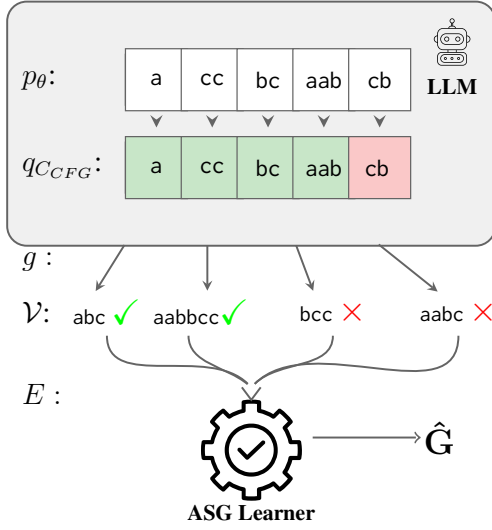 p_θ: a cc bc aab cb
LLM
q_{C_{CFG}}: a cc bc aab cb
g :
𝒱: abc ✓ aabbcc ✓ bcc ✕ aabc ✕
E :
Ĝ
ASG Learner